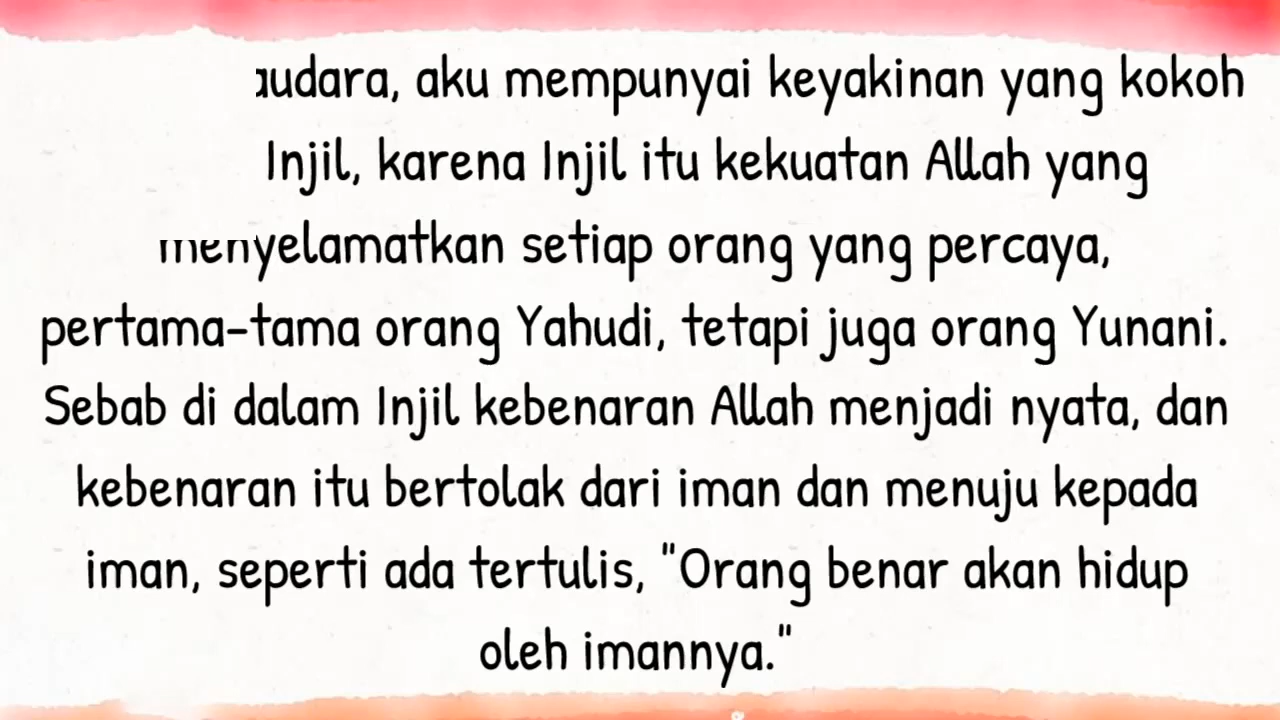 aku mempunyai keyakinan yang kokoh
Injil, karena Injil itu kekuatan Allah yang
menyelamatkan setiap orang yang percaya,
pertama-tama orang Yahudi, tetapi juga orang Yunani.
Sebab di dalam Injil kebenaran Allah menjadi nyata, dan
kebenaran itu bertolak dari iman dan menuju kepada
iman, seperti ada tertulis, "Orang benar akan hidup
oleh imannya."